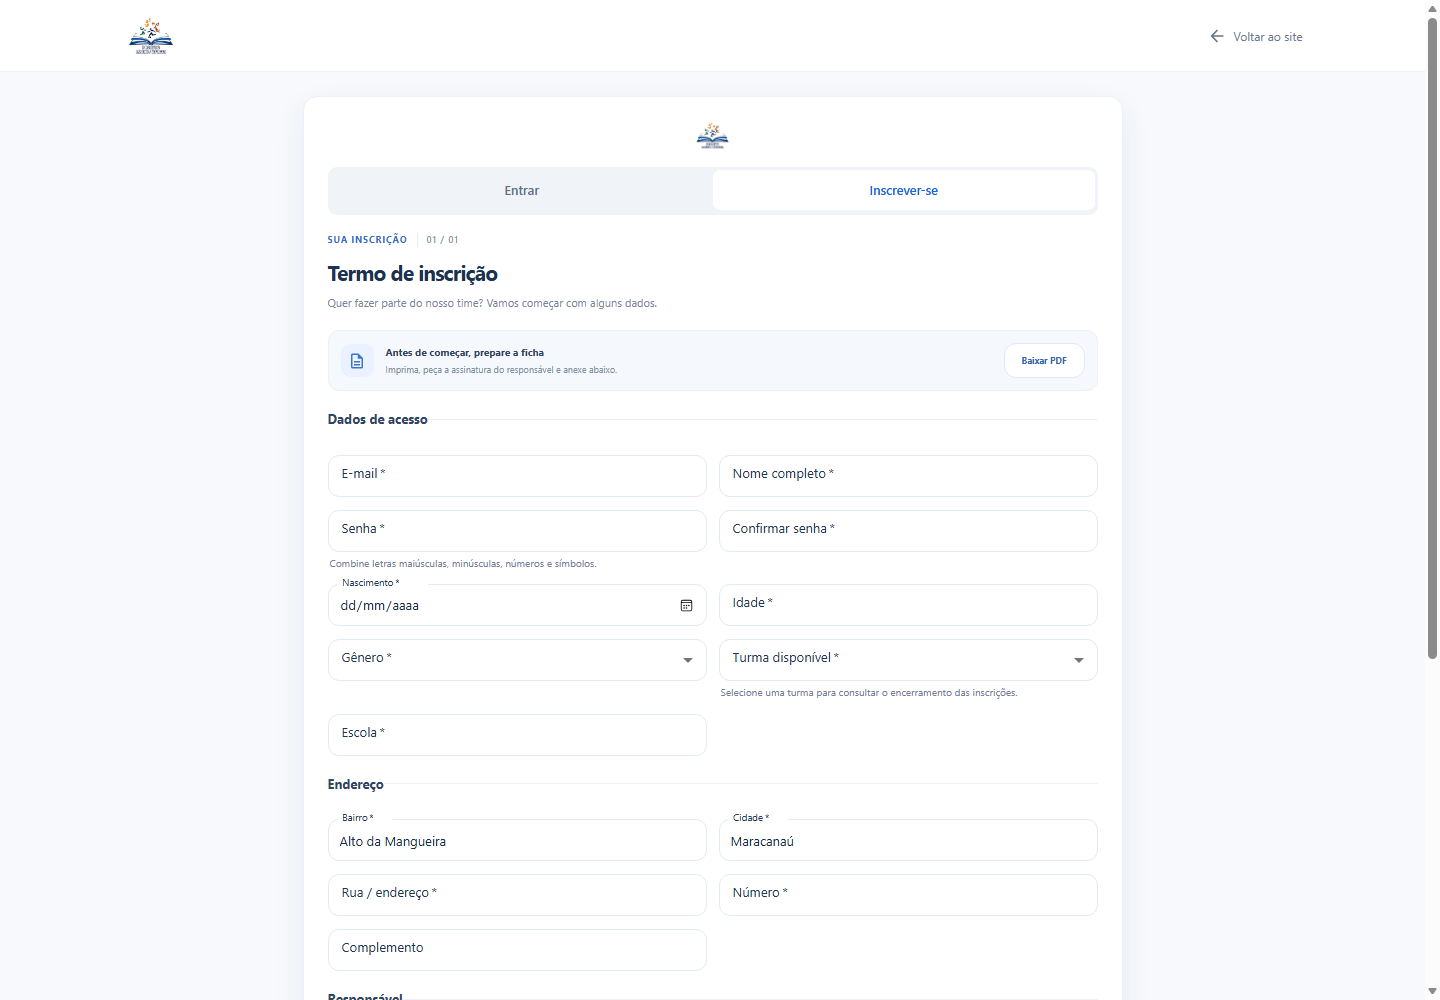 Voltar ao site
Entrar
Inscrever-se
SUA INSCRIÇÃO
01 / 01
Termo de inscrição
Quer fazer parte do nosso time? Vamos começar com alguns dados.
Antes de começar, prepare a ficha
Imprima, peça a assinatura do responsável e anexe abaixo.
Baixar PDF
Dados de acesso
E-mail *
Nome completo *
Senha *
Confirmar senha *
Combine letras maiúsculas, minúsculas, números e símbolos.
Nascimento *
dd/mm/aaaa
Idade *
Gênero *
Turma disponível *
Selecione uma turma para consultar o encerramento das inscrições.
Escola *
Endereço
Bairro *
Alto da Mangueira
Cidade *
Maracanaú
Rua / endereço *
Número *
Complemento
Responsável